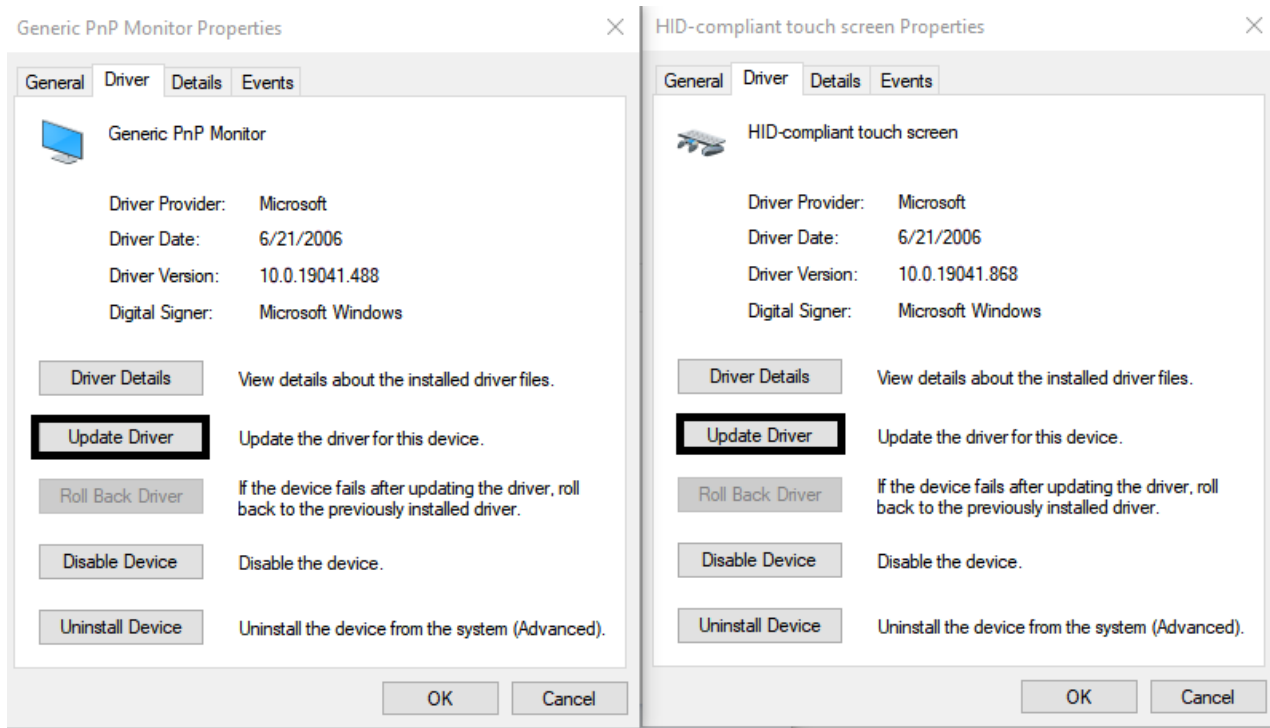 Generic PnP Monitor Properties
General Driver Details Events
Generic PnP Monitor
Driver Provider: Microsoft
Driver Date: 6/21/2006
Driver Version: 10.0.19041.488
Digital Signer: Microsoft Windows
Driver Details View details about the installed driver files.
Update Driver Update the driver for this device.
Roll Back Driver If the device fails after updating the driver, roll
back to the previously installed driver.
Disable Device Disable the device.
Uninstall Device Uninstall the device from the system (Advanced).
OK Cancel
HID-compliant touch screen Properties
General Driver Details Events
HID-compliant touch screen
Driver Provider: Microsoft
Driver Date: 6/21/2006
Driver Version: 10.0.19041.868
Digital Signer: Microsoft Windows
Driver Details View details about the installed driver files.
Update Driver Update the driver for this device.
Roll Back Driver If the device fails after updating the driver, roll
back to the previously installed driver.
Disable Device Disable the device.
Uninstall Device Uninstall the device from the system (Advanced).
OK Cancel